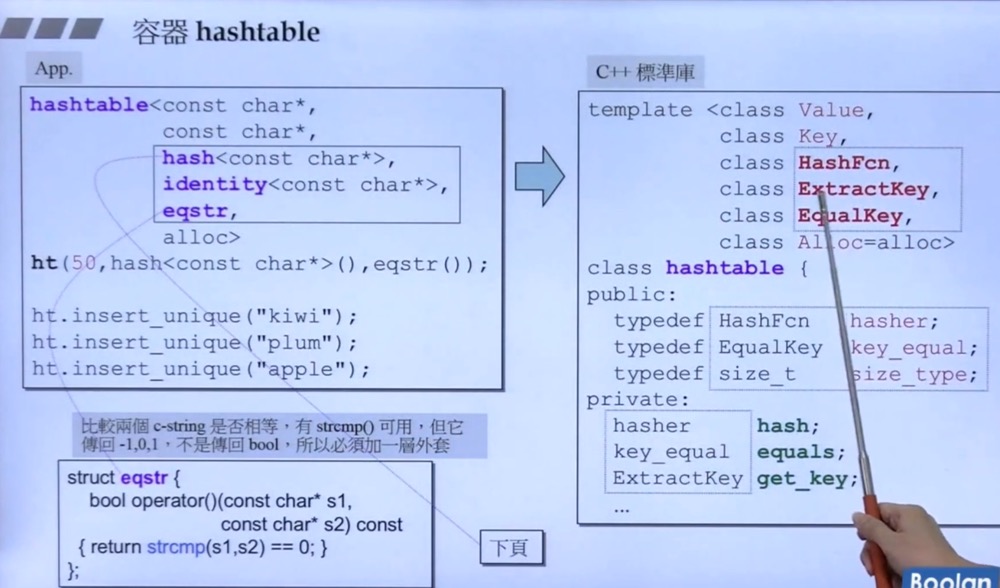 容器 hashtable
App.
hashtable<const char*,
const char*,
hash<const char*>,
identity<const char*>,
eqstr,
alloc>
ht(50,hash<const char*>(),eqstr());
ht.insert_unique("kiwi");
ht.insert_unique("plum");
ht.insert_unique("apple");
比較兩個 c-string 是否相等，有 strcmp() 可用，但它
傳回 -1,0,1，不是傳回 bool，所以必須加一層外套
struct eqstr {
bool operator()(const char* s1,
const char* s2) const
{ return strcmp(s1,s2) == 0; }
};
下頁
C++ 標準庫
template <class Value,
class Key,
class HashFcn,
class ExtractKey,
class EqualKey,
class Alloc=alloc>
class hashtable {
public:
typedef HashFcn hasher;
typedef EqualKey key_equal;
typedef size_t size_type;
private:
hasher hash;
key_equal equals;
ExtractKey get_key;
...
Boolan